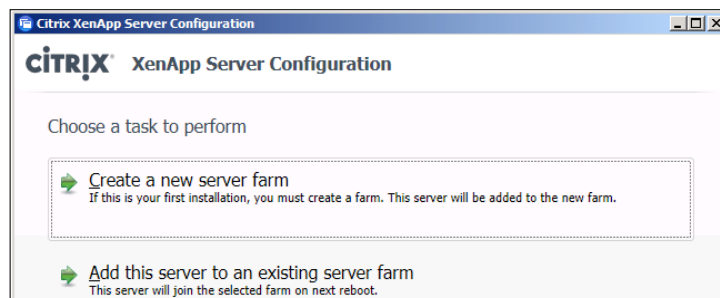 Citrix XenApp Server Configuration
CİTRIX XenApp Server Configuration
Choose a task to perform
Create a new server farm
If this is your first installation, you must create a farm. This server will be added to the new farm.
Add this server to an existing server farm
This server will join the selected farm on next reboot.